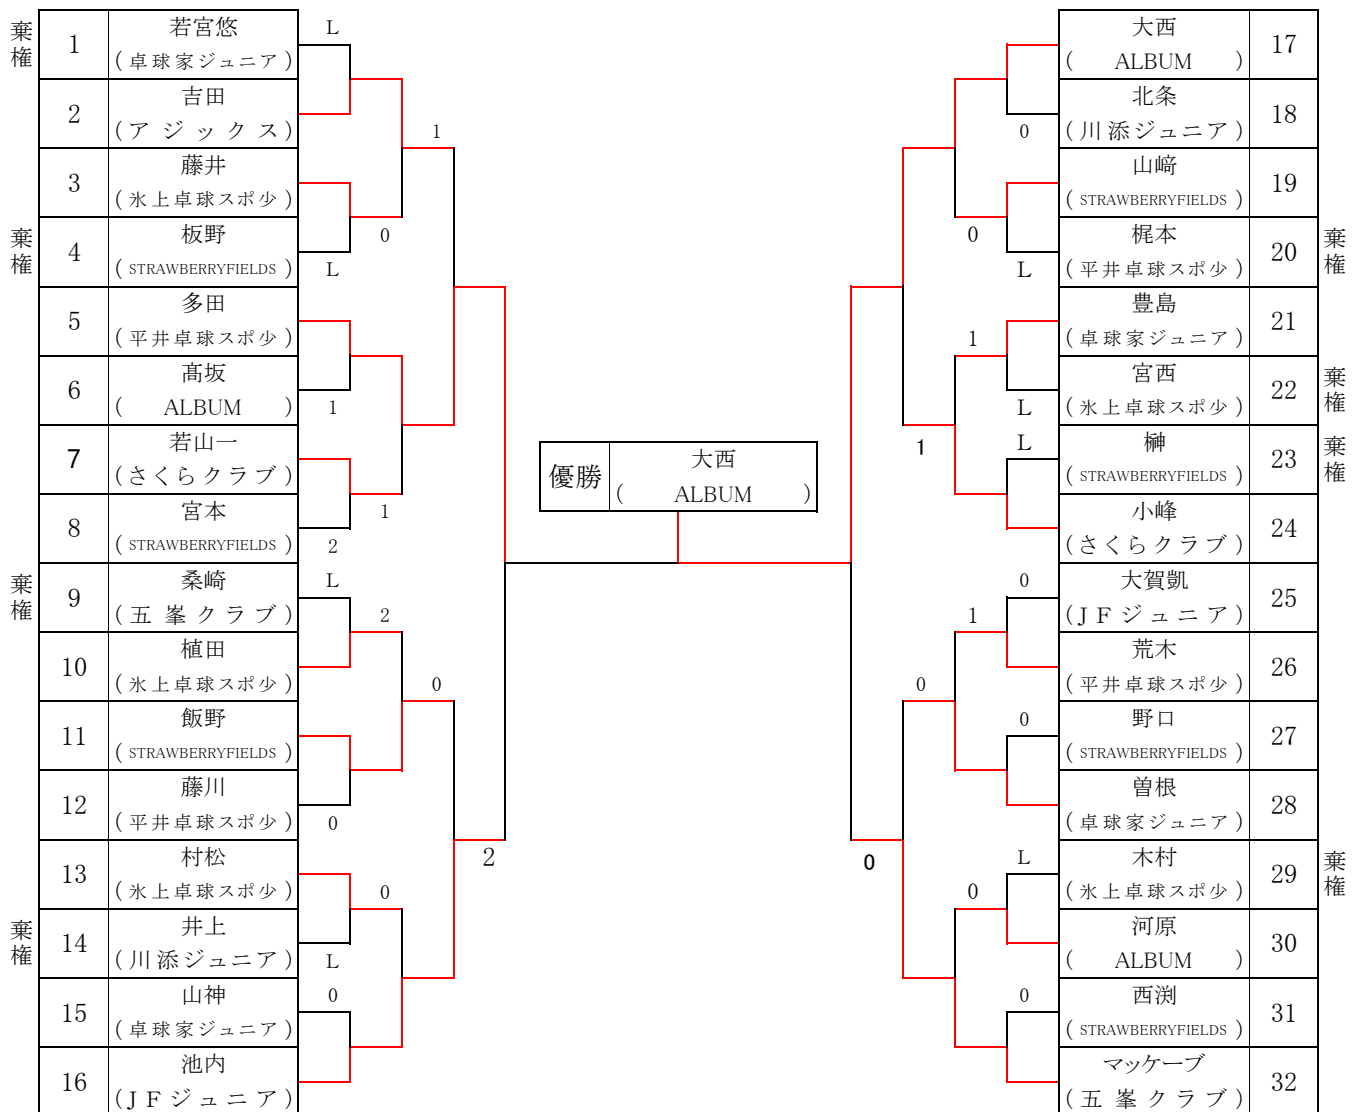 棄権
1
若宮悠
(卓球家ジュニア)
L
2
吉田
(アジックス)
1
3
藤井
(氷上卓球スポ少)
0
棄権
4
板野
(STRAWBERRYFIELDS)
L
5
多田
(平井卓球スポ少)
6
髙坂
(ALBUM)
1
7
若山一
(さくらクラブ)
1
8
宮本
(STRAWBERRYFIELDS)
2
棄権
9
桑崎
(五峯クラブ)
L
2
10
植田
(氷上卓球スポ少)
0
11
飯野
(STRAWBERRYFIELDS)
12
藤川
(平井卓球スポ少)
0
2
13
村松
(氷上卓球スポ少)
0
棄権
14
井上
(川添ジュニア)
L
15
山神
(卓球家ジュニア)
0
16
池内
(JFジュニア)
優勝
大西
(ALBUM)
大西
(ALBUM)
17
北条
(川添ジュニア)
18
0
山﨑
(STRAWBERRYFIELDS)
19
0
梶本
(平井卓球スポ少)
20
棄権
L
豊島
(卓球家ジュニア)
21
1
宮西
(氷上卓球スポ少)
22
棄権
L
1
榊
(STRAWBERRYFIELDS)
23
棄権
L
小峰
(さくらクラブ)
24
大賀凱
(JFジュニア)
25
0
1
荒木
(平井卓球スポ少)
26
0
野口
(STRAWBERRYFIELDS)
27
0
曽根
(卓球家ジュニア)
28
0
木村
(氷上卓球スポ少)
29
棄権
L
0
河原
(ALBUM)
30
西渕
(STRAWBERRYFIELDS)
31
0
マッケーブ
(五峯クラブ)
32